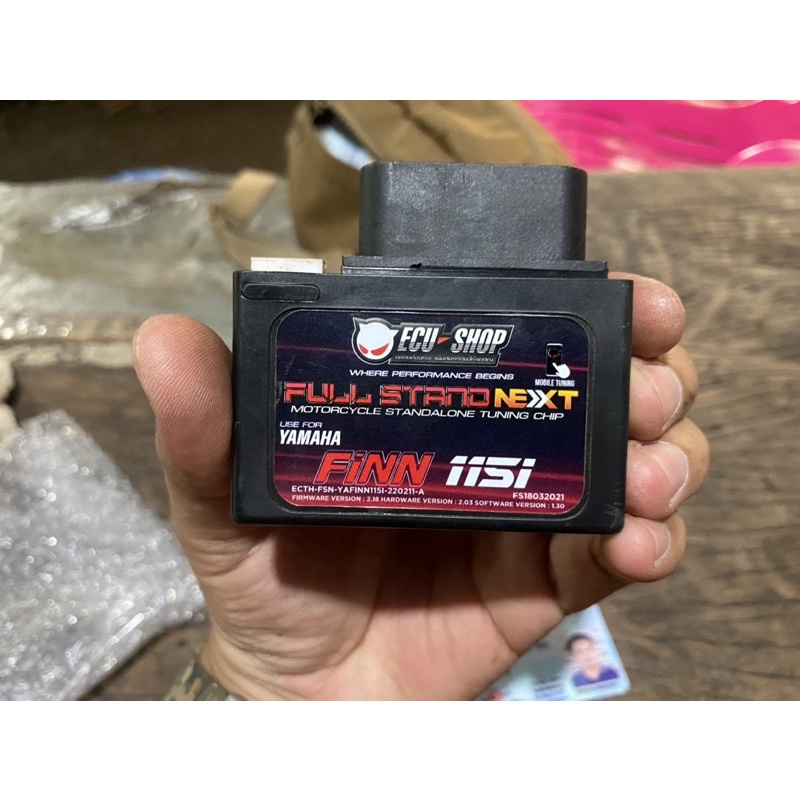 ECU-SHOP
WHERE PERFORMANCE BEGINS
MOBILE TUNING
FULL STAND NEXT
MOTORCYCLE STANDALONE TUNING CHIP
USE FOR
YAMAHA
FiNN 115i
ECTH-FSN-YAFINN115I-220211-A
FS18032021
FIRMWARE VERSION : 2.18 HARDWARE VERSION : 2.03 SOFTWARE VERSION : 1.30